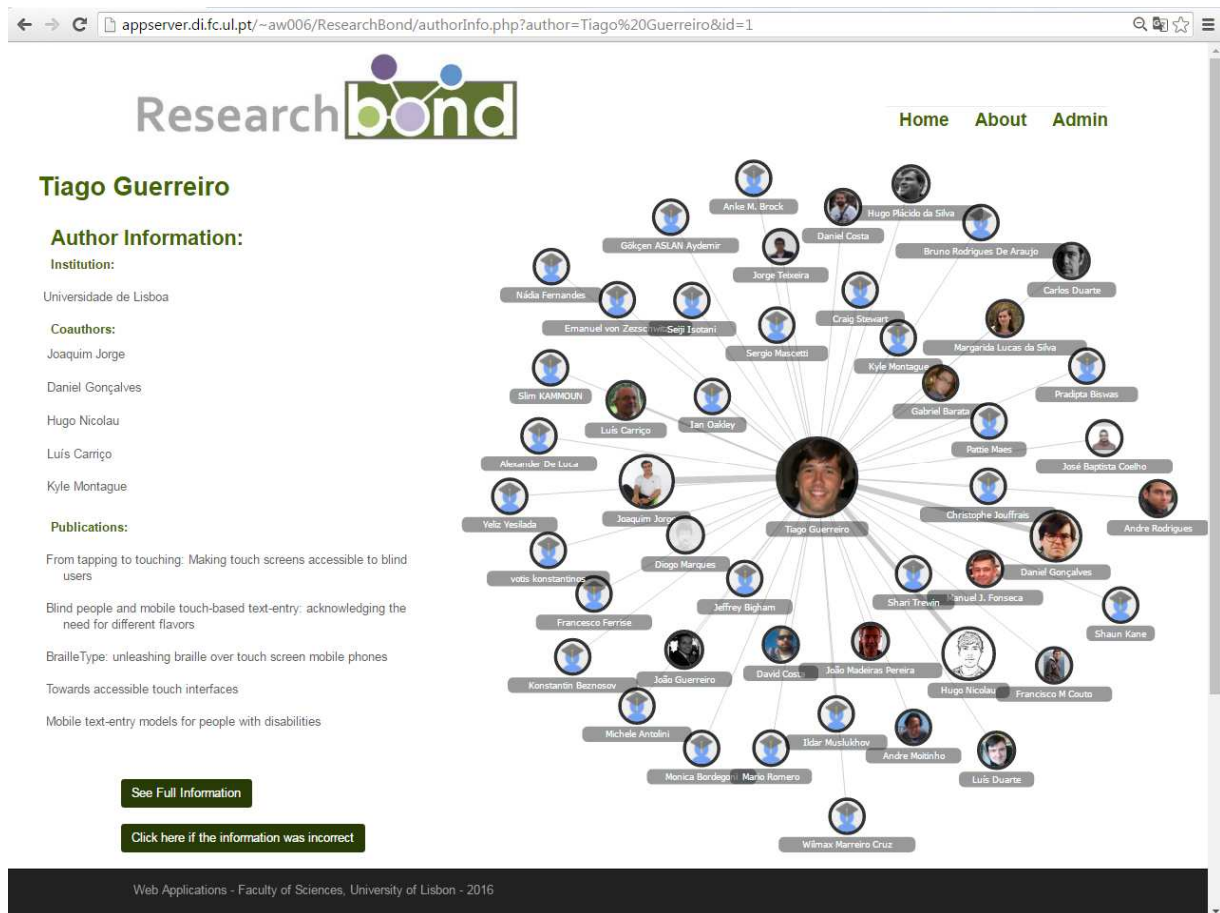 appserver.di.fc.ul.pt/~aw006/ResearchBond/authorInfo.php?author=Tiago%20Guerreiro&id=1
Researchbond
Home About Admin
Tiago Guerreiro
Author Information:
Institution:
Universidade de Lisboa
Coauthors:
Joaquim Jorge
Daniel Gonçalves
Hugo Nicolau
Luís Carriço
Kyle Montague
Publications:
From tapping to touching: Making touch screens accessible to blind
users
Blind people and mobile touch-based text-entry: acknowledging the
need for different flavors
BrailleType: unleashing braille over touch screen mobile phones
Towards accessible touch interfaces
Mobile text-entry models for people with disabilities
See Full Information
Click here if the information was incorrect
Anke M. Brock
Hugo Plácido da Silva
Daniel Costa
Gökçen ASLAN Aydemir
Bruno Rodrigues De Araujo
Jorge Teixeira
Carlos Duarte
Nádia Fernandes
Craig Stewart
Emanuel von Zezsc
Seiji Isotani
Margarida Lucas da Silva
Sergio Mascetti
Kyle Montague
Slim KAMMOUN
Pradipta Biswas
Gabriel Barata
Luís Carriço
Ian Oakley
Pattie Maes
Alexander De Luca
José Baptista Coelho
Christophe Jouffrais
Joaquim Jorge
Yeliz Yesilada
Tiago Guerreiro
Andre Rodrigues
Diogo Marques
Daniel Gonçalves
votis konstantinos
Manuel J. Fonseca
Shari Trewin
Jeffrey Bigham
Francesco Ferrise
Shaun Kane
João Madeiras Pereira
David Costa
João Guerreiro
Konstantin Beznosov
Hugo Nicolau
Francisco M Couto
Michele Antolini
Ildar Muslukhov
Andre Moitinho
Monica Bordegoni
Mario Romero
Luís Duarte
Wilmax Marreiro Cruz
Web Applications - Faculty of Sciences, University of Lisbon - 2016